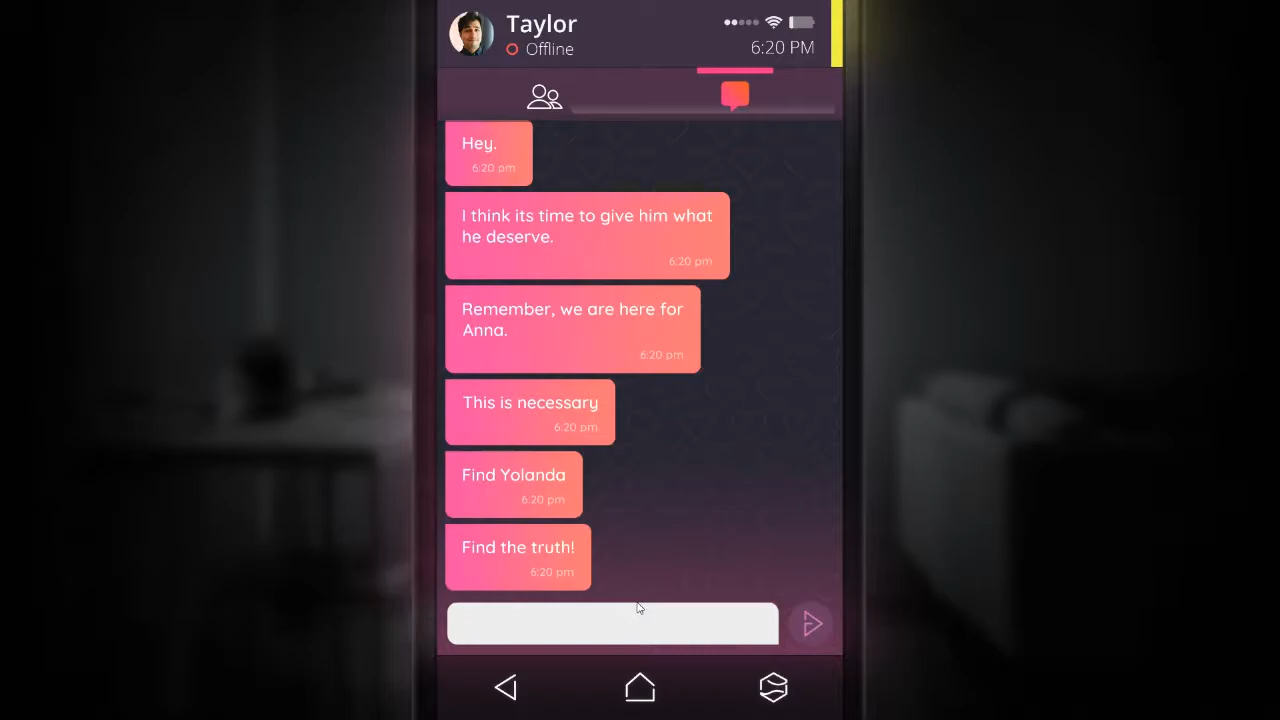 Taylor
Offline
6:20 PM
Hey.
6:20 pm
I think its time to give him what
he deserve.
6:20 pm
Remember, we are here for
Anna.
6:20 pm
This is necessary
6:20 pm
Find Yolanda
6:20 pm
Find the truth!
6:20 pm